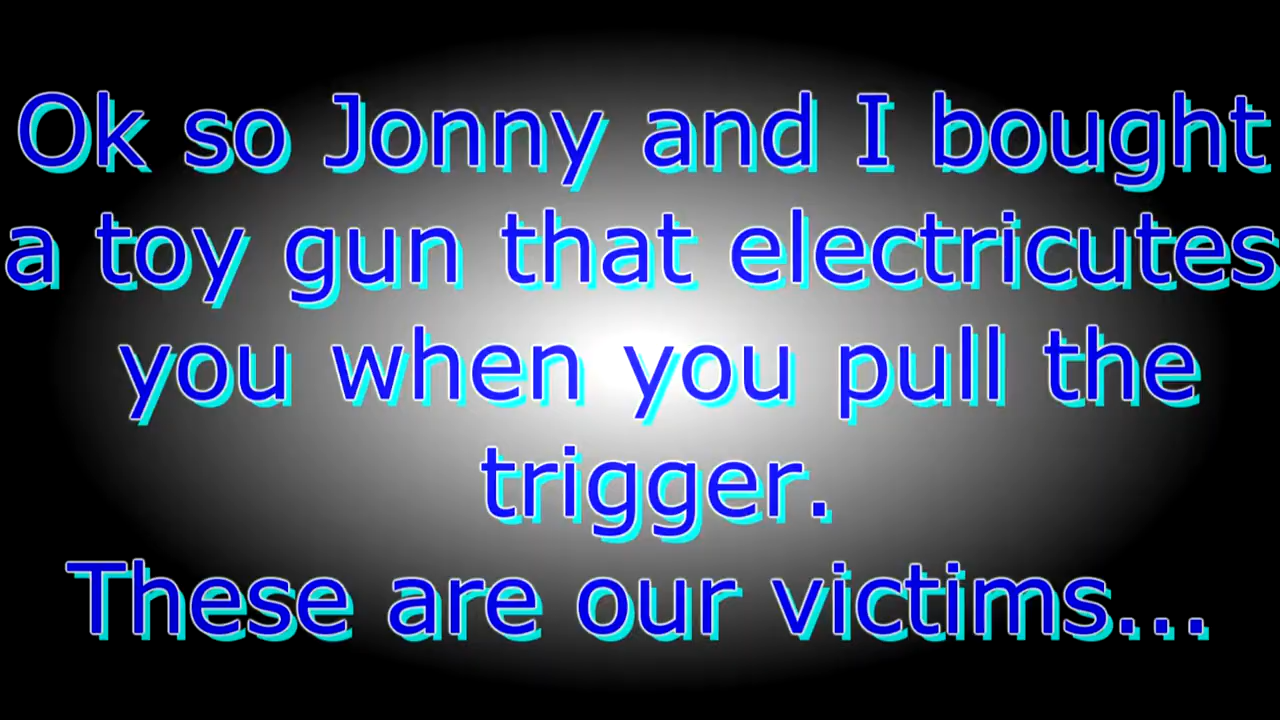 Ok so Jonny and I bought
a toy gun that electricutes
you when you pull the
trigger.
These are our victims...